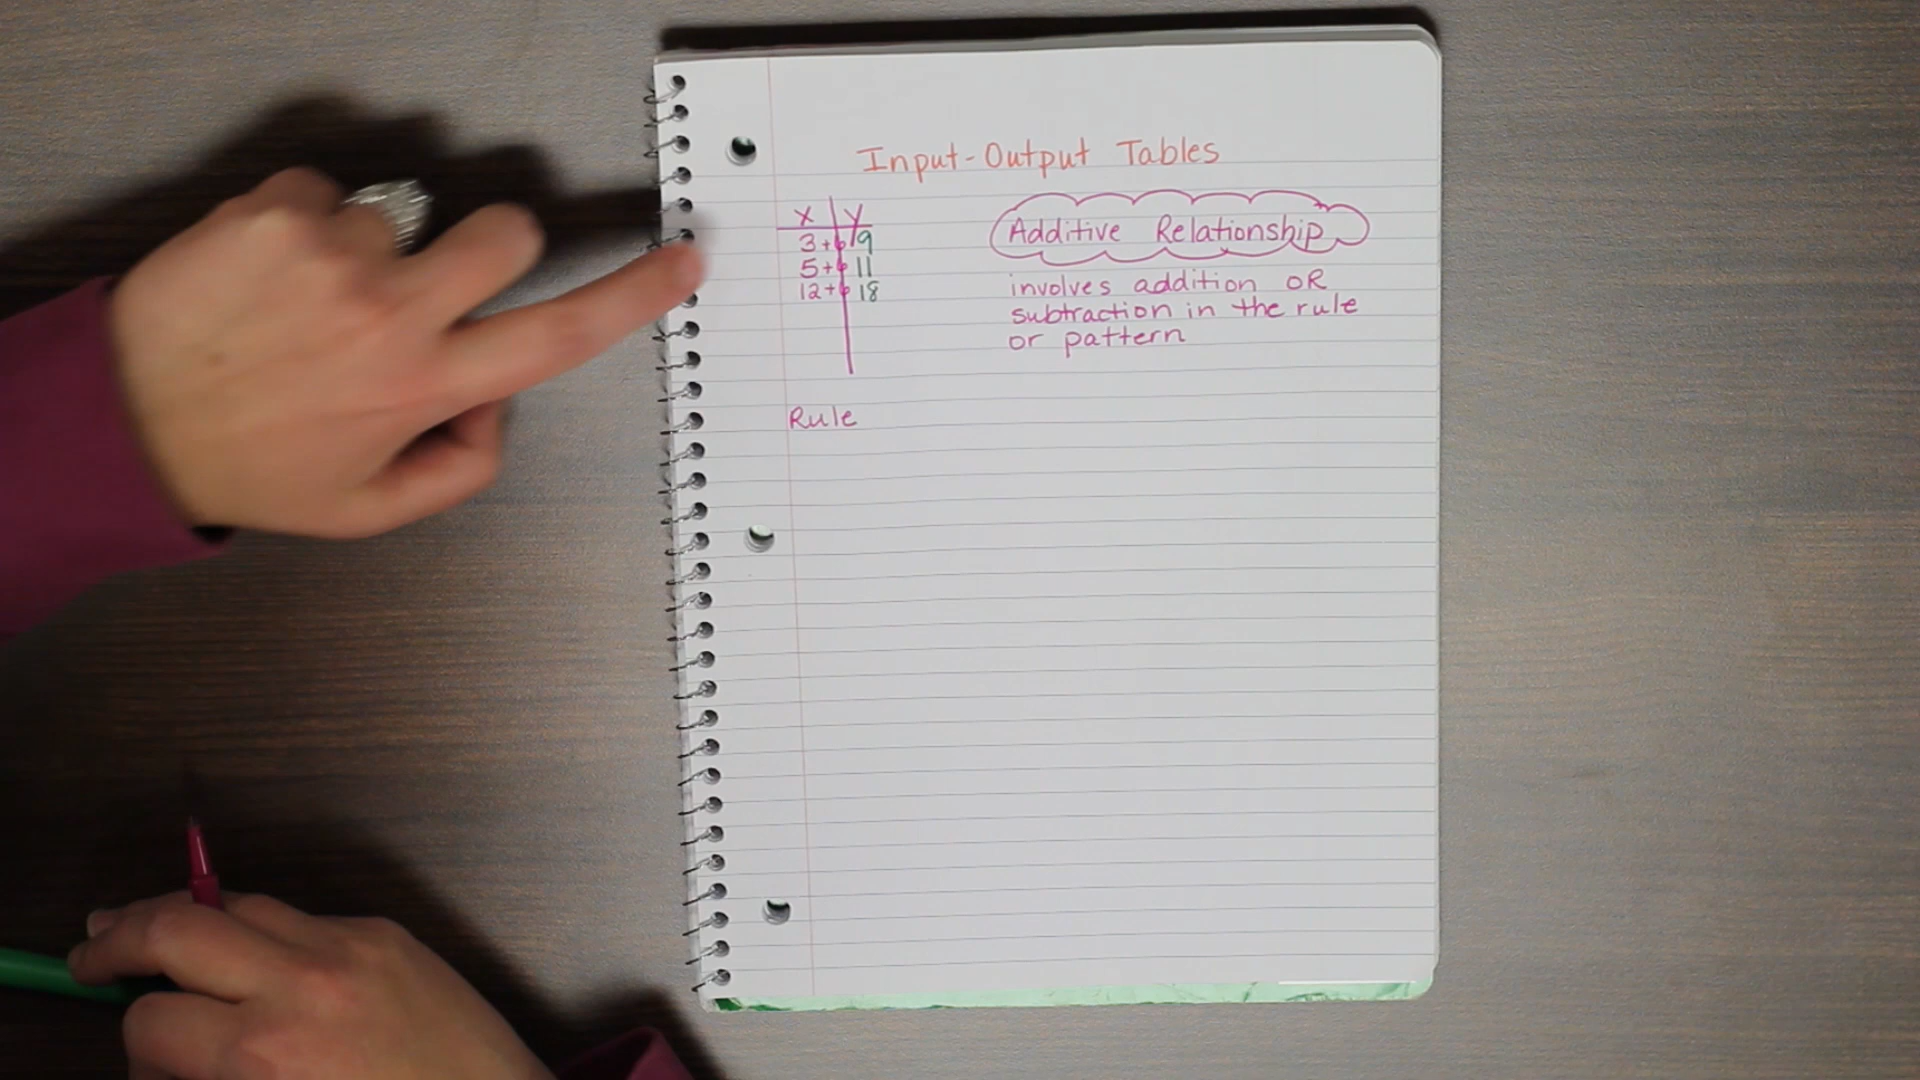 Input-Output Tables
x y
3+6 9
5+6 11
12+6 18
Additive Relationship
involves addition OR
subtraction in the rule
or pattern
Rule